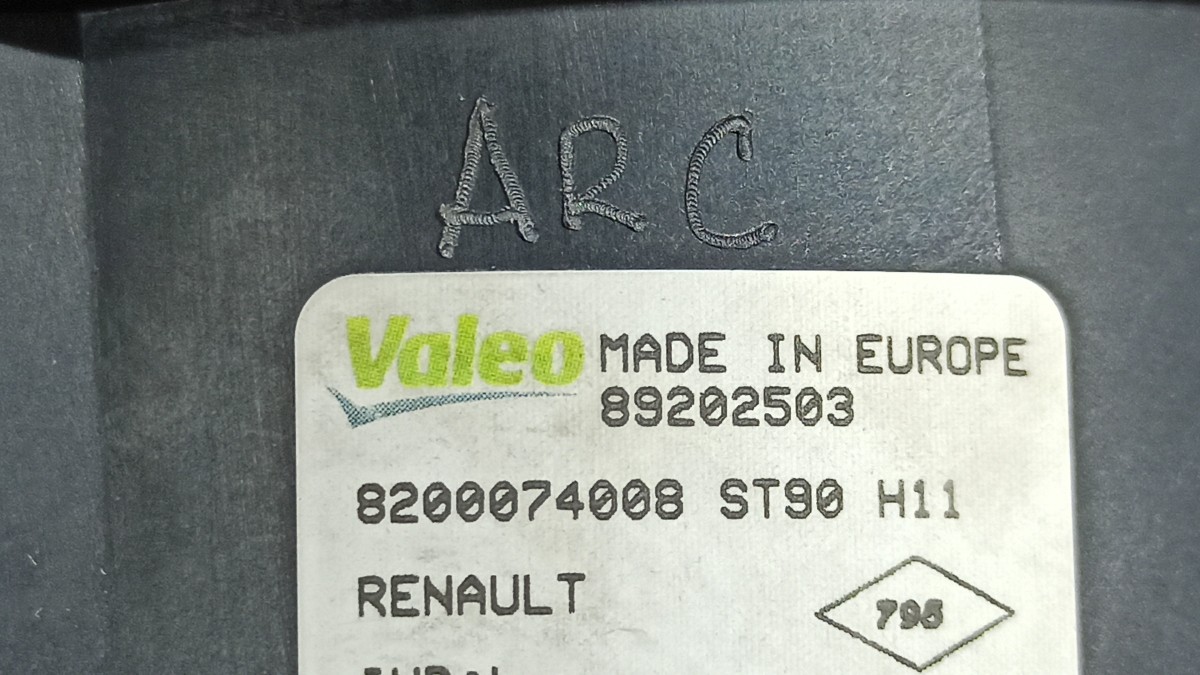 ARC
Valeo MADE IN EUROPE
89202503
8200074008 ST90 H11
RENAULT
795